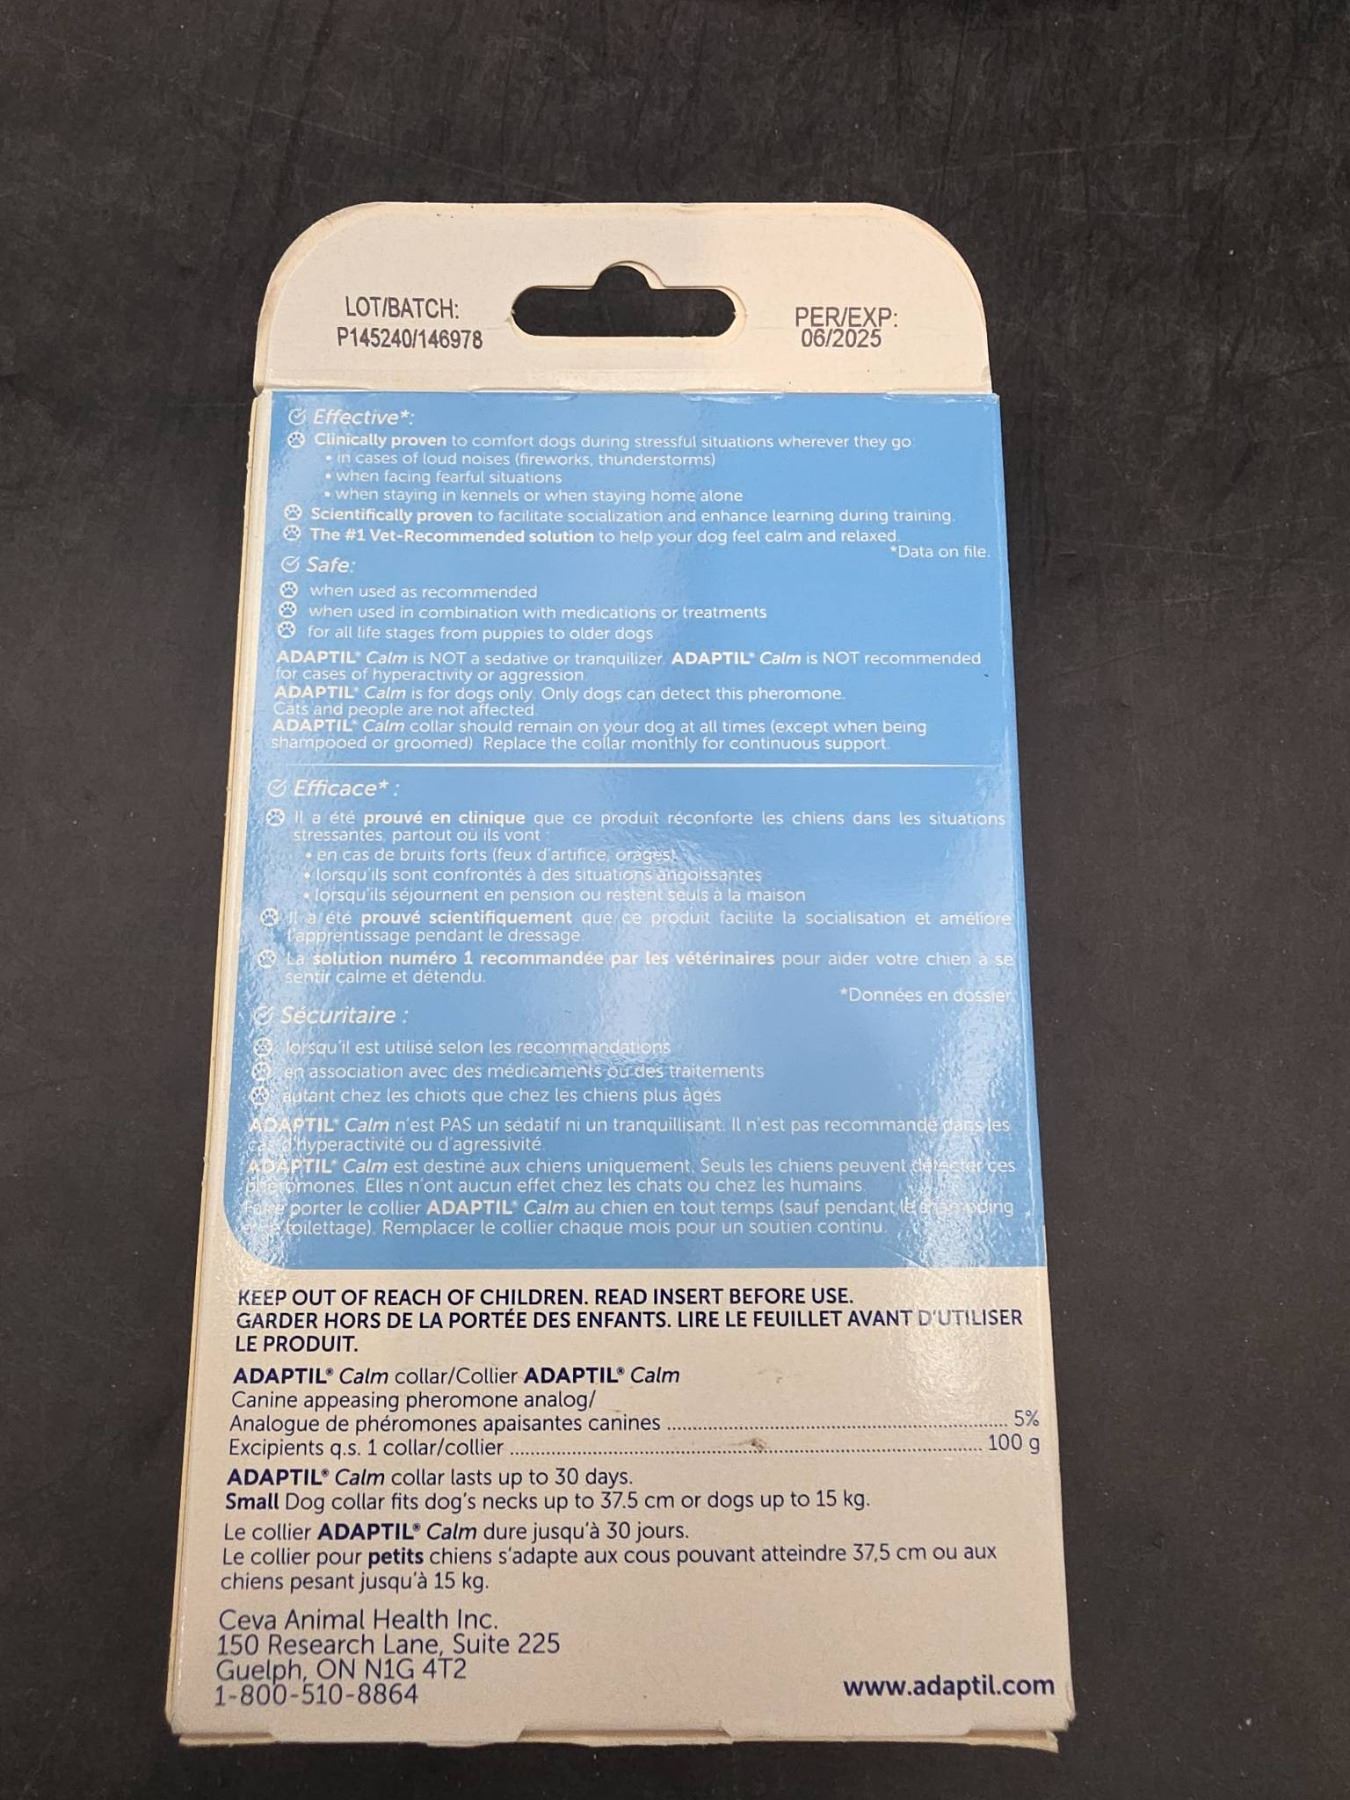 LOT/BATCH:
P145240/146978
PER/EXP:
06/2025
Effective*:
Clinically proven to comfort dogs during stressful situations wherever they go:
• in cases of loud noises (fireworks, thunderstorms)
• when facing fearful situations
• when staying in kennels or when staying home alone
Scientifically proven to facilitate socialization and enhance learning during training.
The #1 Vet-Recommended solution to help your dog feel calm and relaxed.
*Data on file.
Safe:
when used as recommended
when used in combination with medications or treatments
for all life stages from puppies to older dogs
ADAPTIL® Calm is NOT a sedative or tranquilizer. ADAPTIL® Calm is NOT recommended
for cases of hyperactivity or aggression.
ADAPTIL® Calm is for dogs only. Only dogs can detect this pheromone.
Cats and people are not affected.
ADAPTIL® Calm collar should remain on your dog at all times (except when being
shampooed or groomed). Replace the collar monthly for continuous support.
Efficace* :
Il a été prouvé en clinique que ce produit réconforte les chiens dans les situations
stressantes, partout où ils vont :
• en cas de bruits forts (feux d'artifice, orages)
• lorsqu'ils sont confrontés à des situations angoissantes
• lorsqu'ils séjournent en pension ou restent seuls à la maison
Il a été prouvé scientifiquement que ce produit facilite la socialisation et améliore
l'apprentissage pendant le dressage.
La solution numéro 1 recommandée par les vétérinaires pour aider votre chien à se
sentir calme et détendu.
*Données en dossier.
Sécuritaire :
lorsqu'il est utilisé selon les recommandations
en association avec des médicaments ou des traitements
autant chez les chiots que chez les chiens plus âgés
ADAPTIL® Calm n'est PAS un sédatif ni un tranquillisant. Il n'est pas recommandé dans les
cas d'hyperactivité ou d'agressivité.
ADAPTIL® Calm est destiné aux chiens uniquement. Seuls les chiens peuvent détecter ces
phéromones. Elles n'ont aucun effet chez les chats ou chez les humains.
Faire porter le collier ADAPTIL® Calm au chien en tout temps (sauf pendant le shampoing
toilettage). Remplacer le collier chaque mois pour un soutien continu.
KEEP OUT OF REACH OF CHILDREN. READ INSERT BEFORE USE.
GARDER HORS DE LA PORTÉE DES ENFANTS. LIRE LE FEUILLET AVANT D'UTILISER
LE PRODUIT.
ADAPTIL® Calm collar/Collier ADAPTIL® Calm
Canine appeasing pheromone analog/
Analogue de phéromones apaisantes canines ........ 5%
Excipients q.s. 1 collar/collier ........ 100 g
ADAPTIL® Calm collar lasts up to 30 days.
Small Dog collar fits dog's necks up to 37.5 cm or dogs up to 15 kg.
Le collier ADAPTIL® Calm dure jusqu'à 30 jours.
Le collier pour petits chiens s'adapte aux cous pouvant atteindre 37,5 cm ou aux
chiens pesant jusqu'à 15 kg.
Ceva Animal Health Inc.
150 Research Lane, Suite 225
Guelph, ON N1G 4T2
1-800-510-8864
www.adaptil.com